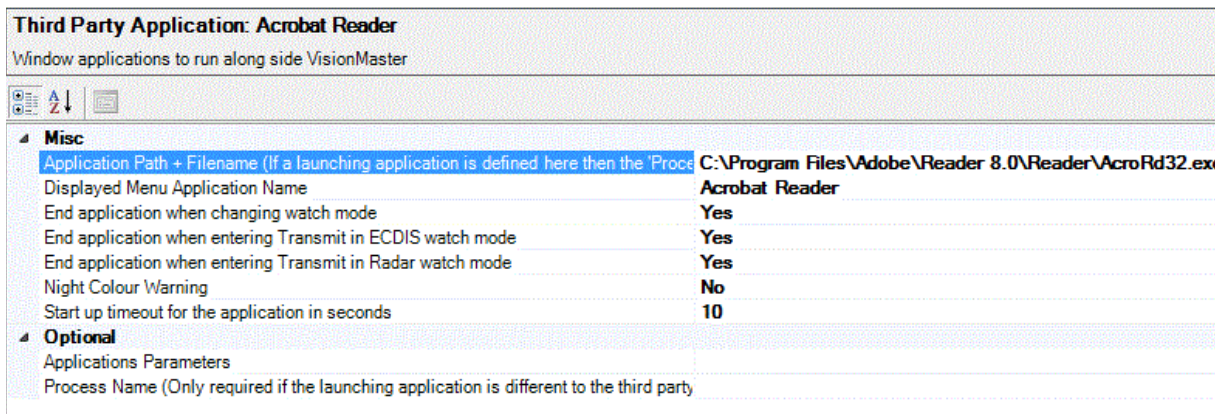 Third Party Application: Acrobat Reader
Window applications to run along side VisionMaster
Misc
Application Path + Filename (If a launching application is defined here then the 'Proce C:\Program Files\Adobe\Reader 8.0\Reader\AcroRd32.exe
Displayed Menu Application Name Acrobat Reader
End application when changing watch mode Yes
End application when entering Transmit in ECDIS watch mode Yes
End application when entering Transmit in Radar watch mode Yes
Night Colour Warning No
Start up timeout for the application in seconds 10
Optional
Applications Parameters
Process Name (Only required if the launching application is different to the third party